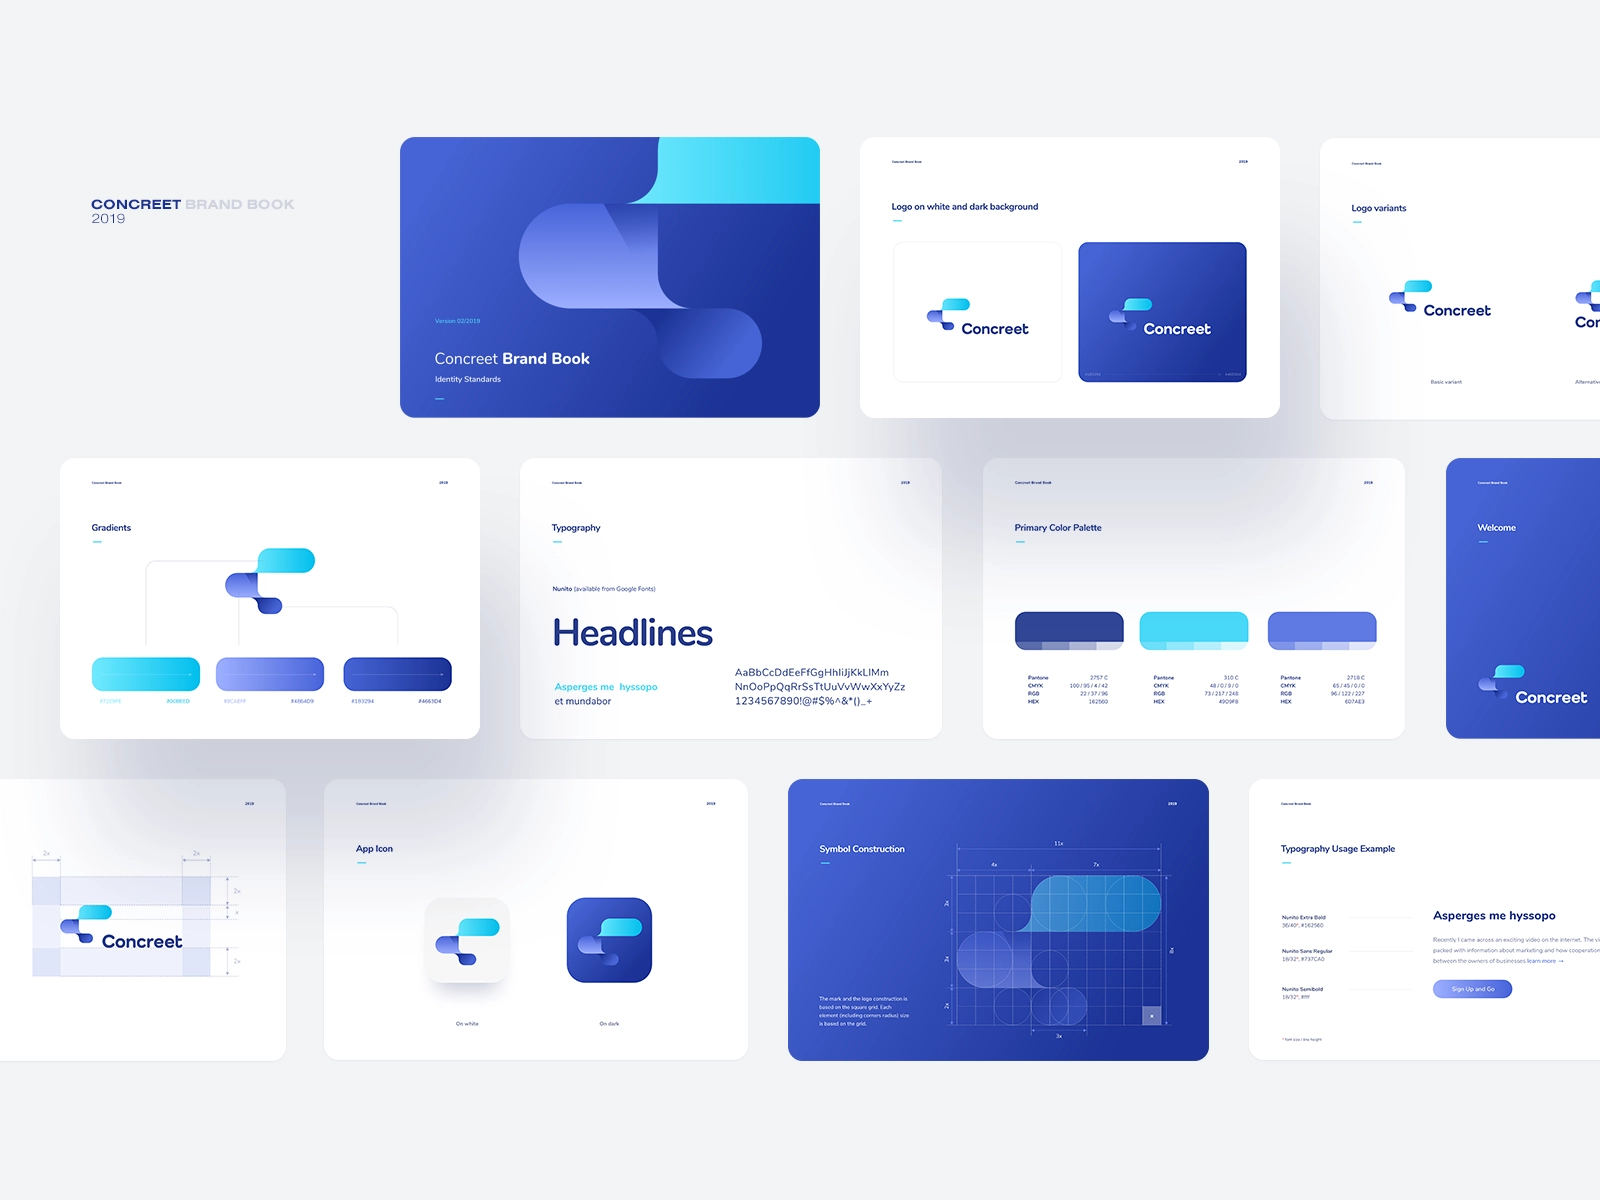 CONCREET BRAND BOOK
2019
Version 02/2019
Concreet Brand Book
Identity Standards
Concreet Brand Book
2019
Logo on white and dark background
Concreet
Concreet
Concreet Brand Book
Logo variants
Concreet
Con
Basic variant
Alternative
Concreet Brand Book
2019
Gradients
#4864D9
#1B3294
#4663D4
Concreet Brand Book
2019
Typography
Nunito (available from Google Fonts)
Headlines
Asperges me hyssopo
et mundabor
AaBbCcDdEeFfGgHhIiJjKkLlMm
NnOoPpQqRrSsTtUuVvWwXxYyZz
1234567890!@#$%^&*()_+
Concreet Brand Book
2019
Primary Color Palette
Pantone 2757 C
CMYK 100 / 95 / 4 / 42
RGB 22 / 37 / 96
HEX 162560
Pantone 310 C
CMYK 48 / 0 / 9 / 0
RGB 73 / 217 / 248
HEX 49D9F8
Pantone 2718 C
CMYK 65 / 45 / 0 / 0
RGB 96 / 122 / 227
HEX 607AE3
Concreet Brand Book
Welcome
Concreet
2019
2x
2x
2x
x
2x
Concreet
Concreet Brand Book
2019
App Icon
On white
On dark
Concreet Brand Book
2019
Symbol Construction
11x
4x
7x
3x
3x
2x
8x
x
3x
The mark and the logo construction is
based on the square grid. Each
element (including corners radius) size
is based on the grid.
Concreet Brand Book
Typography Usage Example
Nunito Extra Bold
36/40*, #162560
Nunito Sans Regular
18/32*, #737CA0
Nunito Semibold
18/32*, #fff
Asperges me hyssopo
Recently I came across an exciting video on the internet. The vi
packed with information about marketing and how cooperation
between the owners of businesses learn more →
Sign Up and Go
* font size / line height